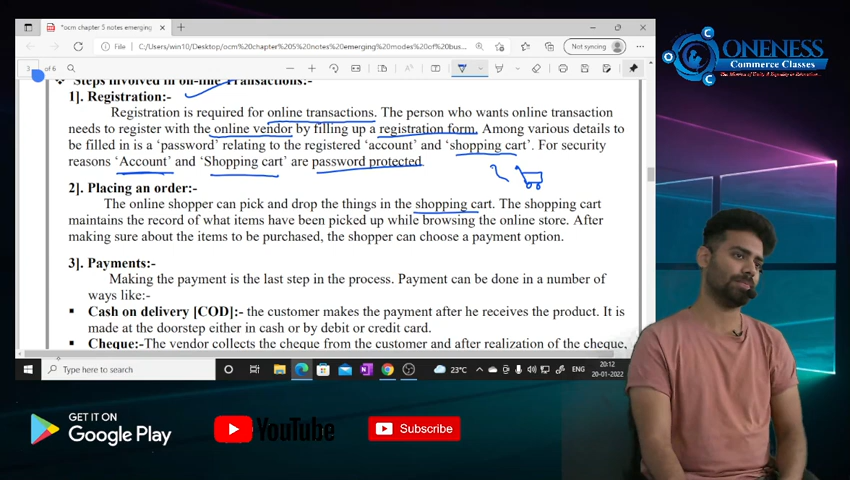 *ocm chapter 5 notes emerging
File
C:/Users/win10/Desktop/ocm%20chapter%205%20notes%20emerging%20modes%20of%20bus...
Not syncing
3 of 6
Steps involved in on-line Transactions:-
1]. Registration:-
Registration is required for online transactions. The person who wants online transaction
needs to register with the online vendor by filling up a registration form. Among various details to
be filled in is a ‘password’ relating to the registered ‘account’ and ‘shopping cart’. For security
reasons ‘Account’ and ‘Shopping cart’ are password protected
2]. Placing an order:-
The online shopper can pick and drop the things in the shopping cart. The shopping cart
maintains the record of what items have been picked up while browsing the online store. After
making sure about the items to be purchased, the shopper can choose a payment option.
3]. Payments:-
Making the payment is the last step in the process. Payment can be done in a number of
ways like:-
Cash on delivery [COD]:- the customer makes the payment after he receives the product. It is
made at the doorstep either in cash or by debit or credit card.
Cheque:-The vendor collects the cheque from the customer and after realization of the cheque,
Type here to search
23°C
ENG
20:12
20-01-2022
ONENESS
Commerce Classes
C
C
GET IT ON
Google Play
YouTube
Subscribe